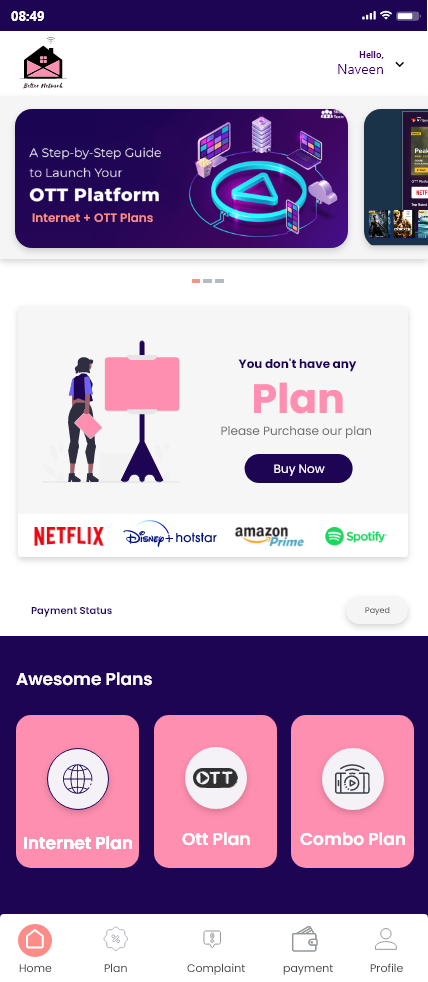 08:49
Better Network
Hello,
Naveen
A Step-by-Step Guide
to Launch Your
OTT Platform
Internet + OTT Plans
You don't have any
Plan
Please Purchase our plan
Buy Now
NETFLIX
Disney+ hotstar
amazon
Prime
Spotify
Payment Status
Payed
Awesome Plans
OTT
Internet Plan
Ott Plan
Combo Plan
Home
Plan
Complaint
payment
Profile